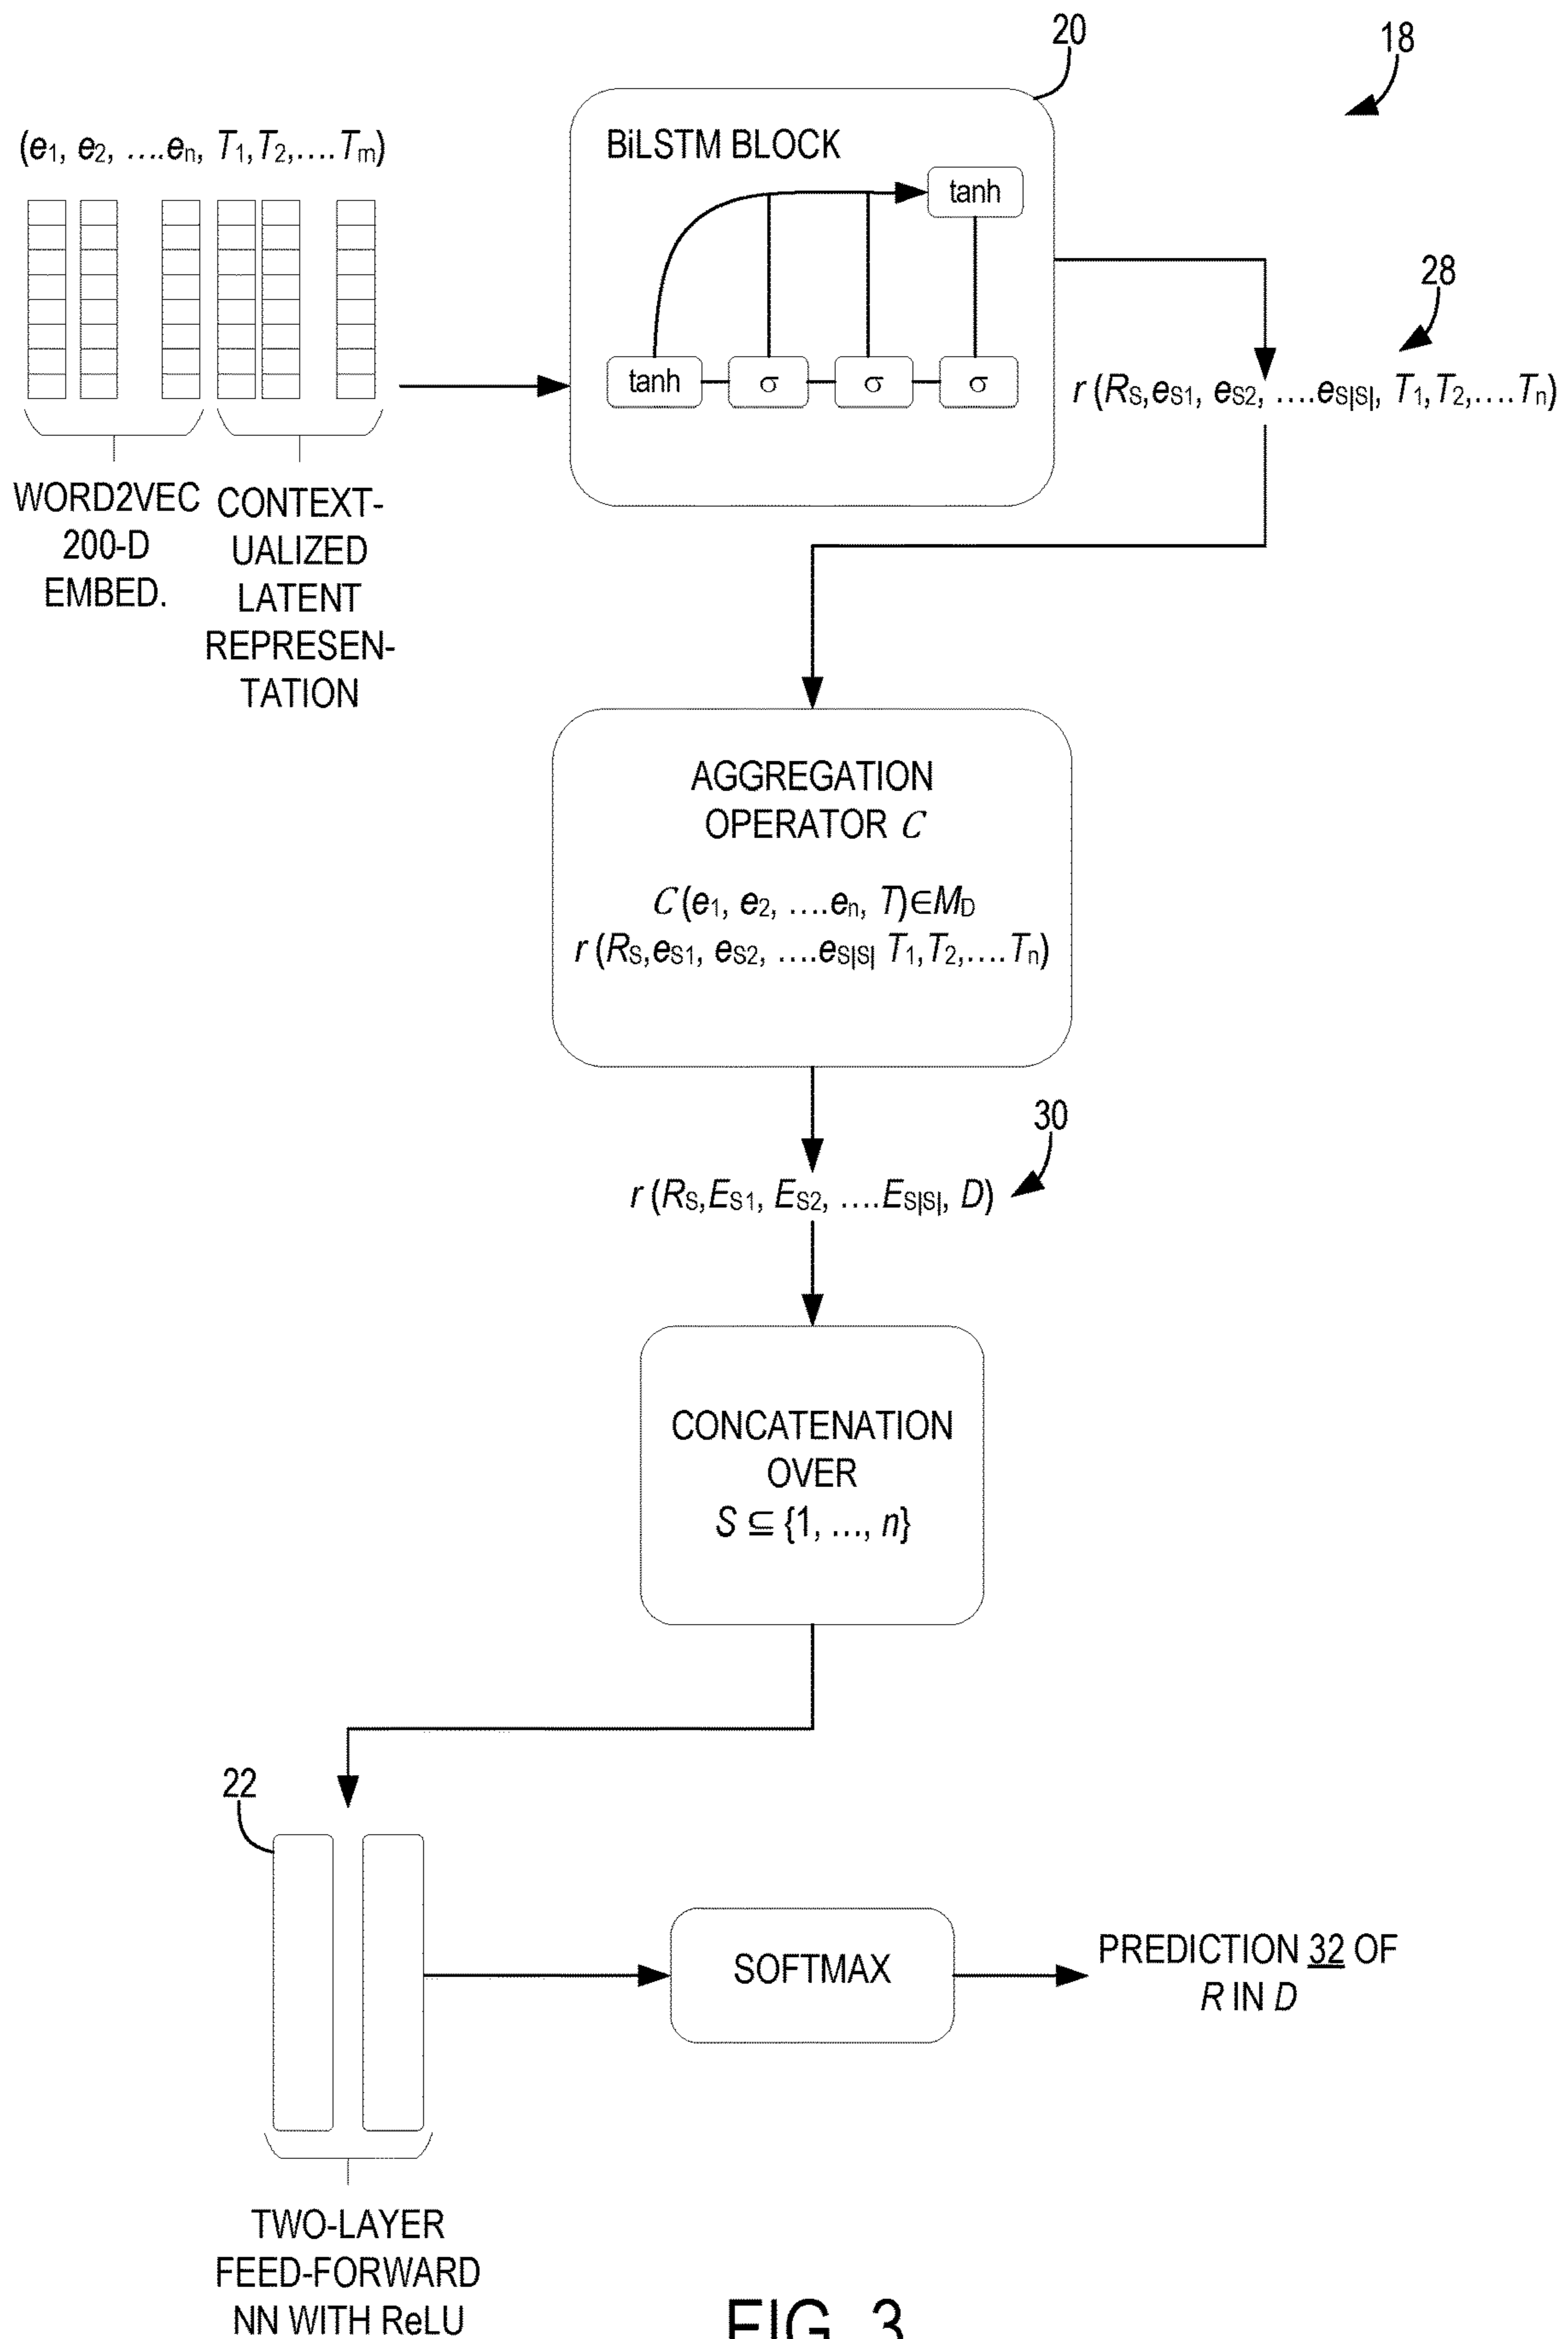 20
18
(e1, e2, ....en, T1,T2,....Tm)
BiLSTM BLOCK
tanh
28
tanh
σ
σ
σ
r (RS,eS1, eS2, ....eS|S|, T1,T2,....Tn)
WORD2VEC
200-D
EMBED.
CONTEXT-
UALIZED
LATENT
REPRESEN-
TATION
AGGREGATION
OPERATOR C
C (e1, e2, ....en, T)∈MD
r (RS,eS1, eS2, ....eS|S| T1,T2,....Tn)
30
r (RS,ES1, ES2, ....ES|S|, D)
CONCATENATION
OVER
S ⊆ {1, ..., n}
22
SOFTMAX
PREDICTION 32 OF
R IN D
TWO-LAYER
FEED-FORWARD
NN WITH ReLU
FIG. 3